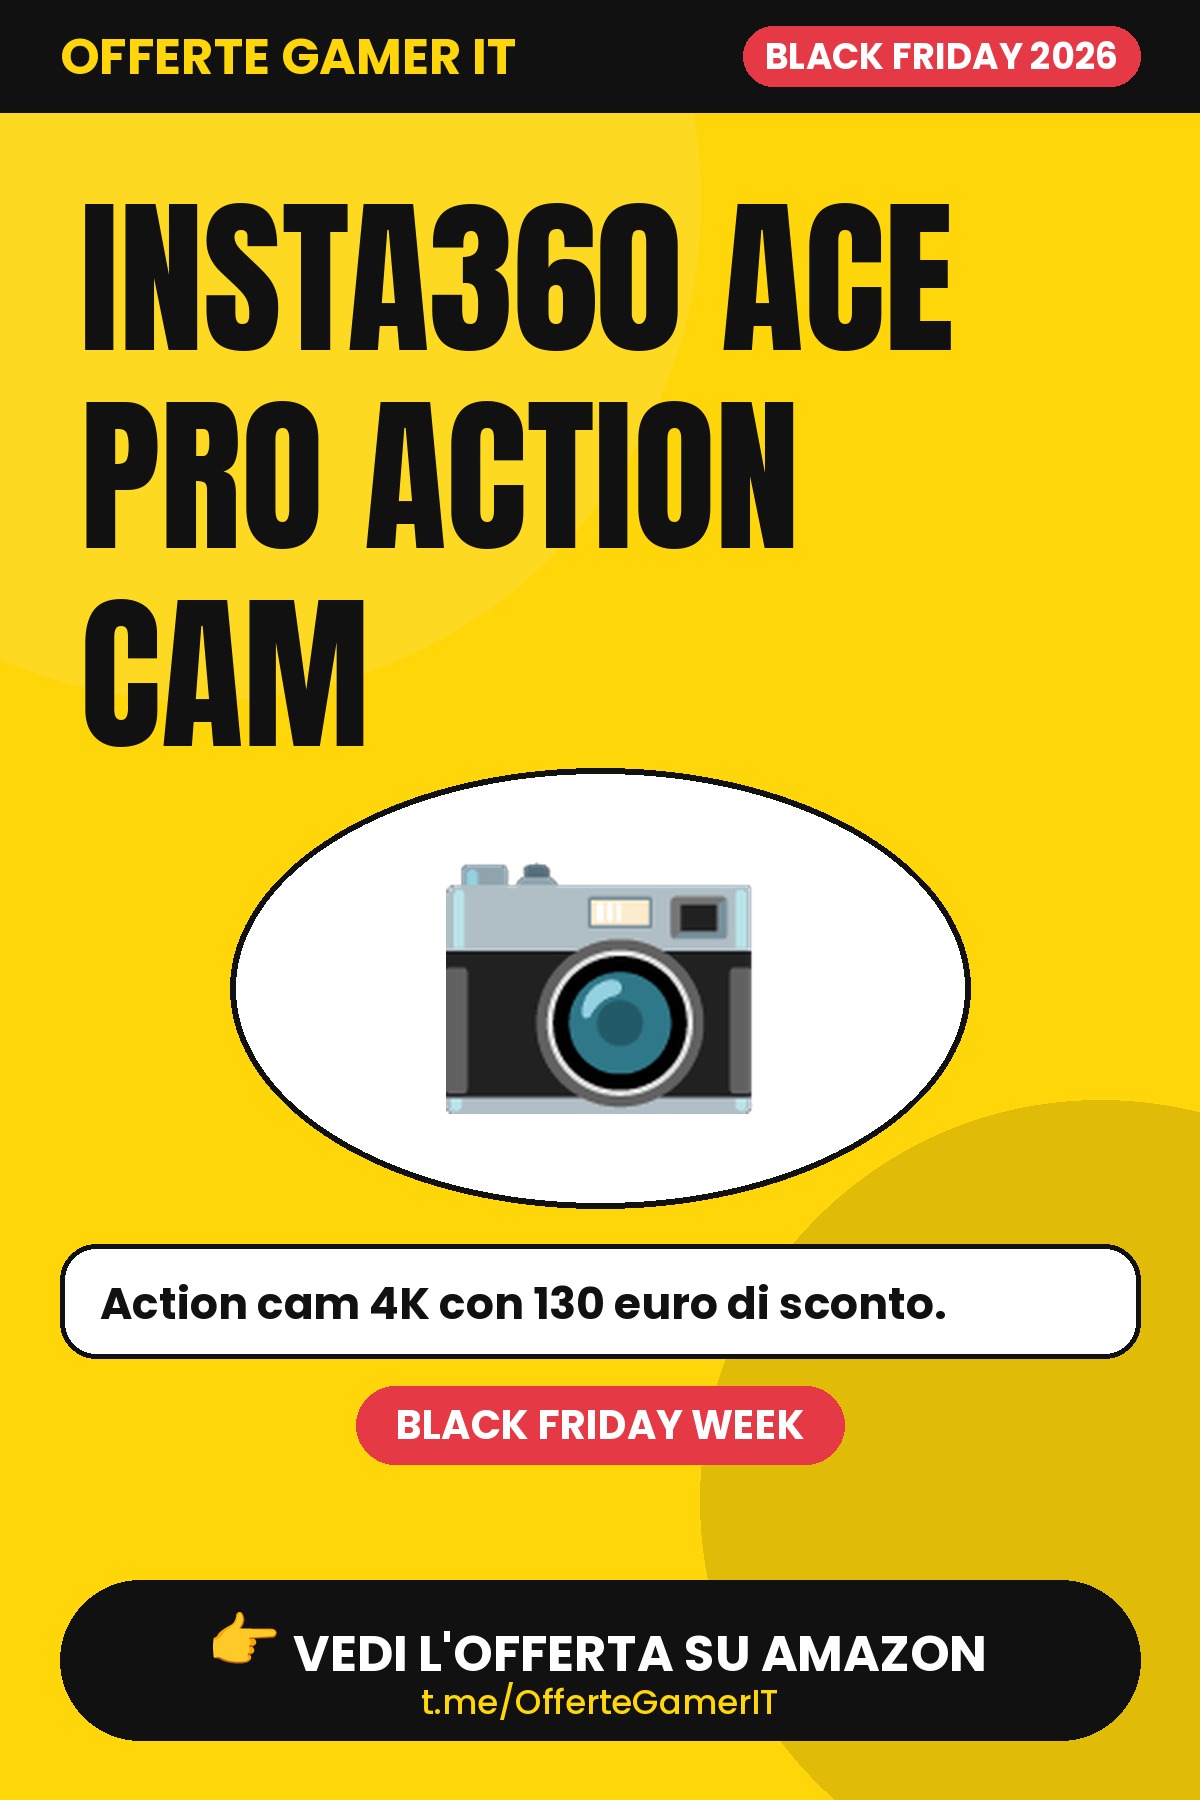 OFFERTE GAMER IT
BLACK FRIDAY 2026
INSTA360 ACE
PRO ACTION
CAM
Action cam 4K con 130 euro di sconto.
BLACK FRIDAY WEEK
👉 VEDI L'OFFERTA SU AMAZON
t.me/OfferteGamerIT